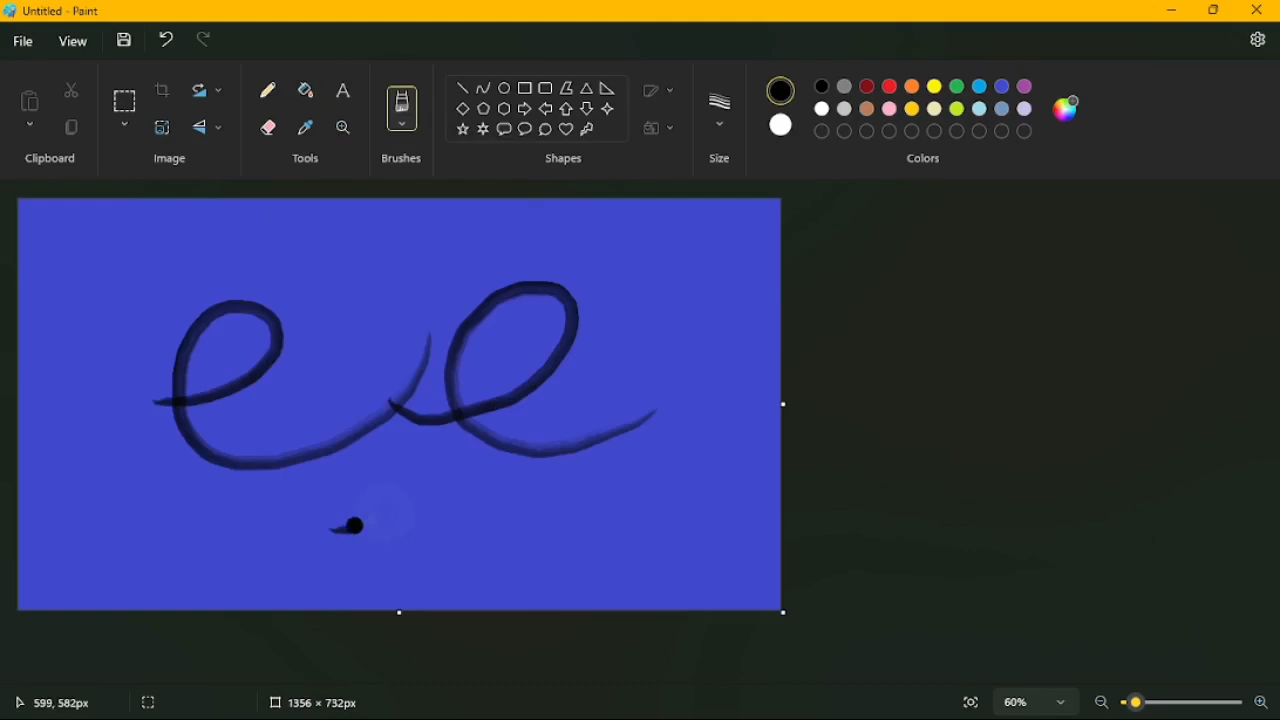 Untitled - Paint
File View
Clipboard Image Tools Brushes Shapes Size Colors
ee
599, 582px 1356 × 732px 60%